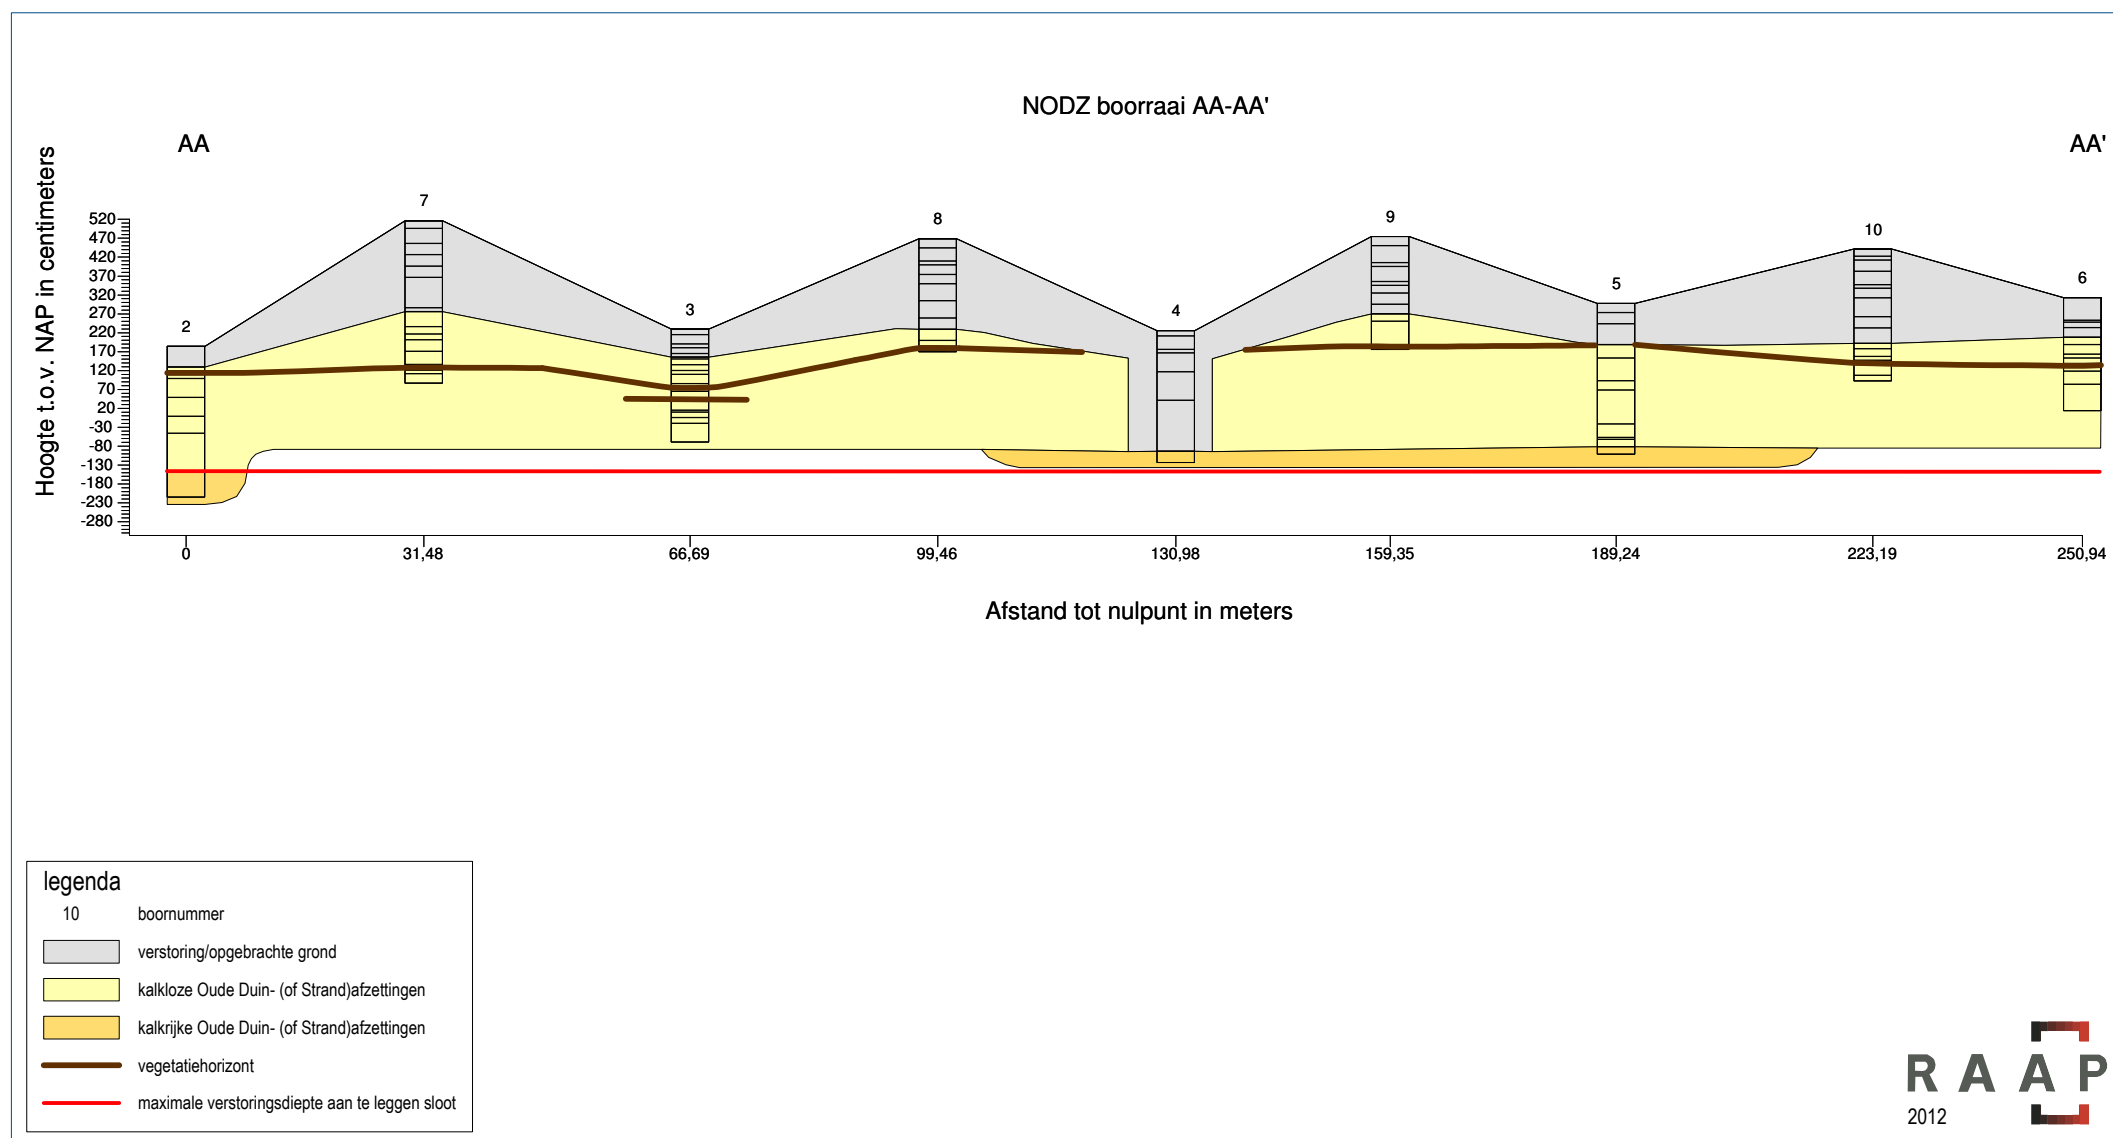 NODZ boorraai AA-AA'
AA
AA'
Hoogte t.o.v. NAP in centimeters
7
8
9
10
6
5
3
4
2
520
470
420
370
320
270
220
170
120
70
20
-30
-80
-130
-180
-230
-280
0
31,48
66,69
99,46
130,98
159,35
189,24
223,19
250,94
Afstand tot nulpunt in meters
legenda
10 boornummer
verstoring/opgebrachte grond
kalkloze Oude Duin- (of Strand)afzettingen
kalkrijke Oude Duin- (of Strand)afzettingen
vegetatiehorizont
maximale verstoringsdiepte aan te leggen sloot
RAAP
2012